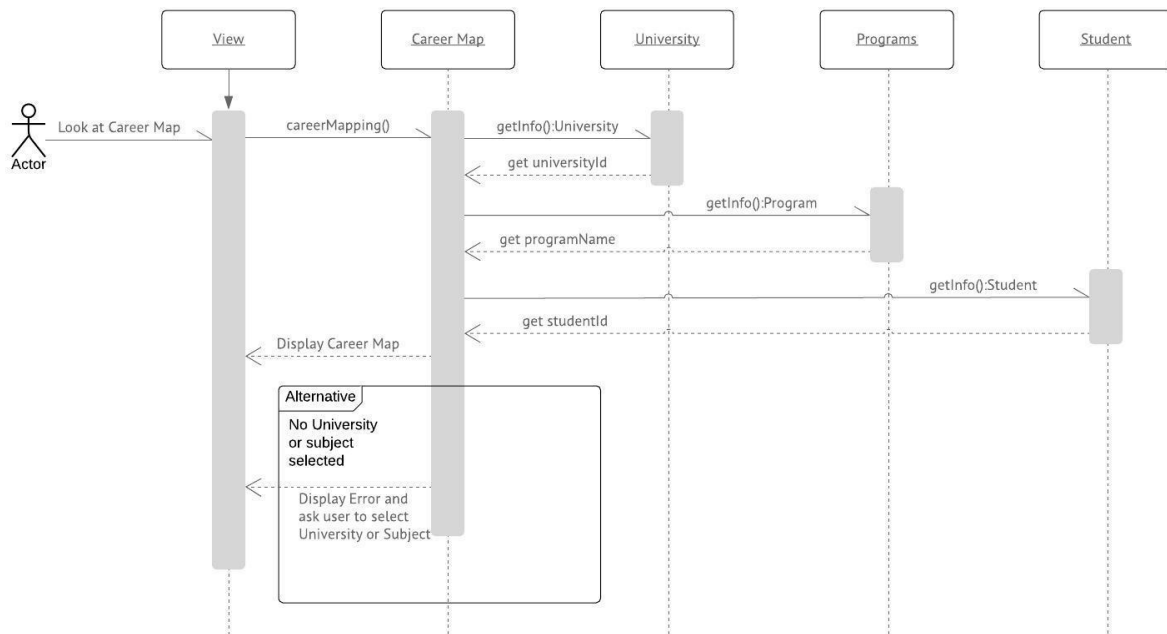 View
Career Map
University
Programs
Student
Actor
Look at Career Map
careerMapping()
getInfo():University
get universityId
getInfo():Program
get programName
getInfo():Student
get studentId
Display Career Map
Alternative
No University
or subject
selected
Display Error and
ask user to select
University or Subject